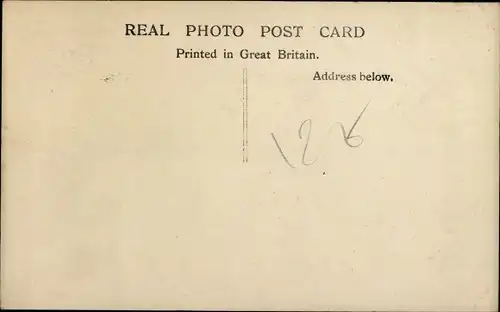 REAL PHOTO POST CARD
Printed in Great Britain.
Address below.
126